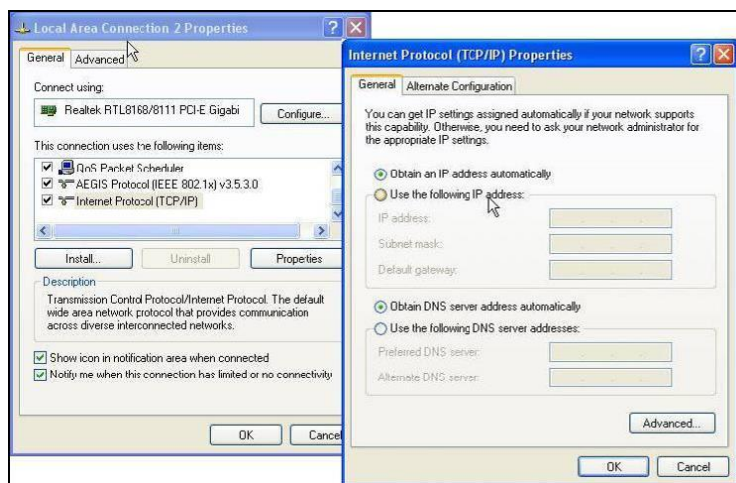 Local Area Connection 2 Properties
General
Advanced
Connect using:
Realtek RTL8168/8111 PCI-E Gigabi
Configure...
This connection uses the following items:
QoS Packet Scheduler
AEGIS Protocol (IEEE 802.1x) v3.5.3.0
Internet Protocol (TCP/IP)
Install...
Uninstall
Properties
Description
Transmission Control Protocol/Internet Protocol. The default
wide area network protocol that provides communication
across diverse interconnected networks.
Show icon in notification area when connected
Notify me when this connection has limited or no connectivity
OK
Cancel
Internet Protocol (TCP/IP) Properties
General
Alternate Configuration
You can get IP settings assigned automatically if your network supports
this capability. Otherwise, you need to ask your network administrator for
the appropriate IP settings.
Obtain an IP address automatically
Use the following IP address:
IP address:
Subnet mask:
Default gateway:
Obtain DNS server address automatically
Use the following DNS server addresses:
Preferred DNS server:
Alternate DNS server:
Advanced...
OK
Cancel